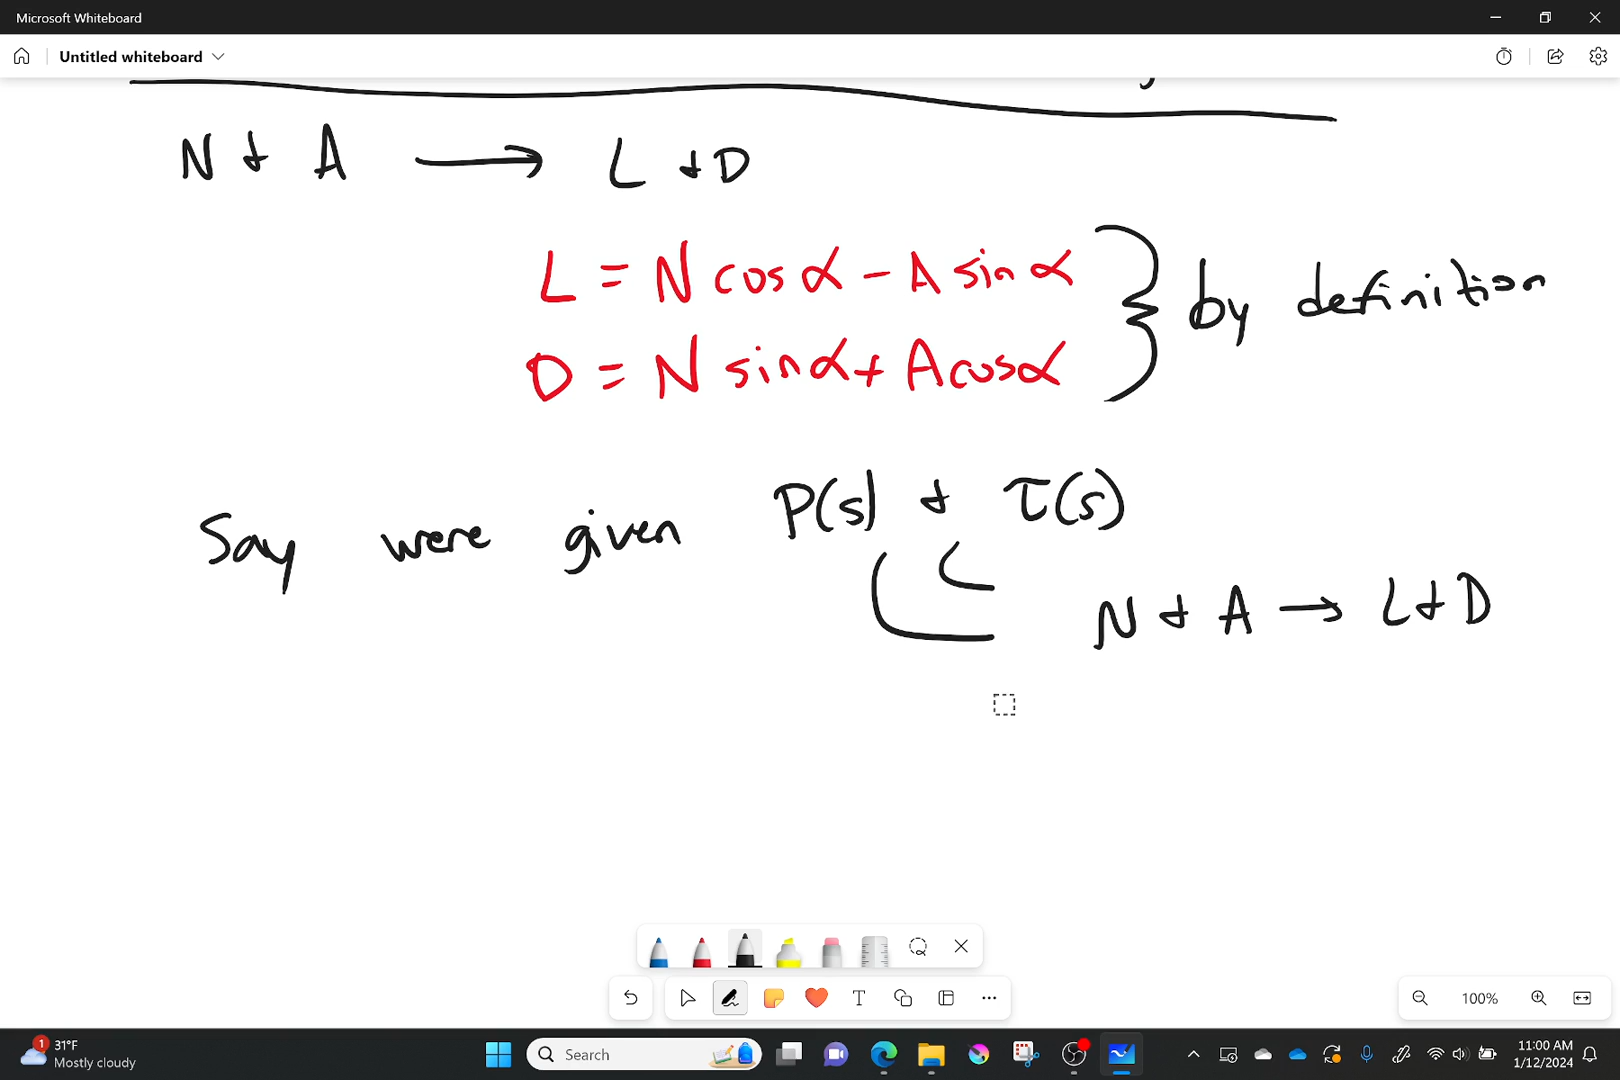 Microsoft Whiteboard
Untitled whiteboard
N & A → L & D
L = N cos α - A sin α
D = N sin α + A cos α
by definition
Say were given P(s) & τ(s)
N & A → L & D
100%
1
31°F
Mostly cloudy
Search
11:00 AM
1/12/2024